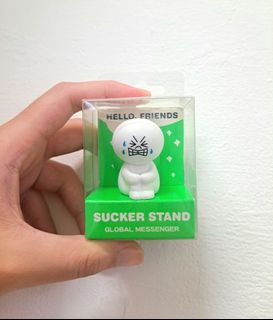 HELLO, FRIENDS
SUCKER STAND
GLOBAL MESSENGER